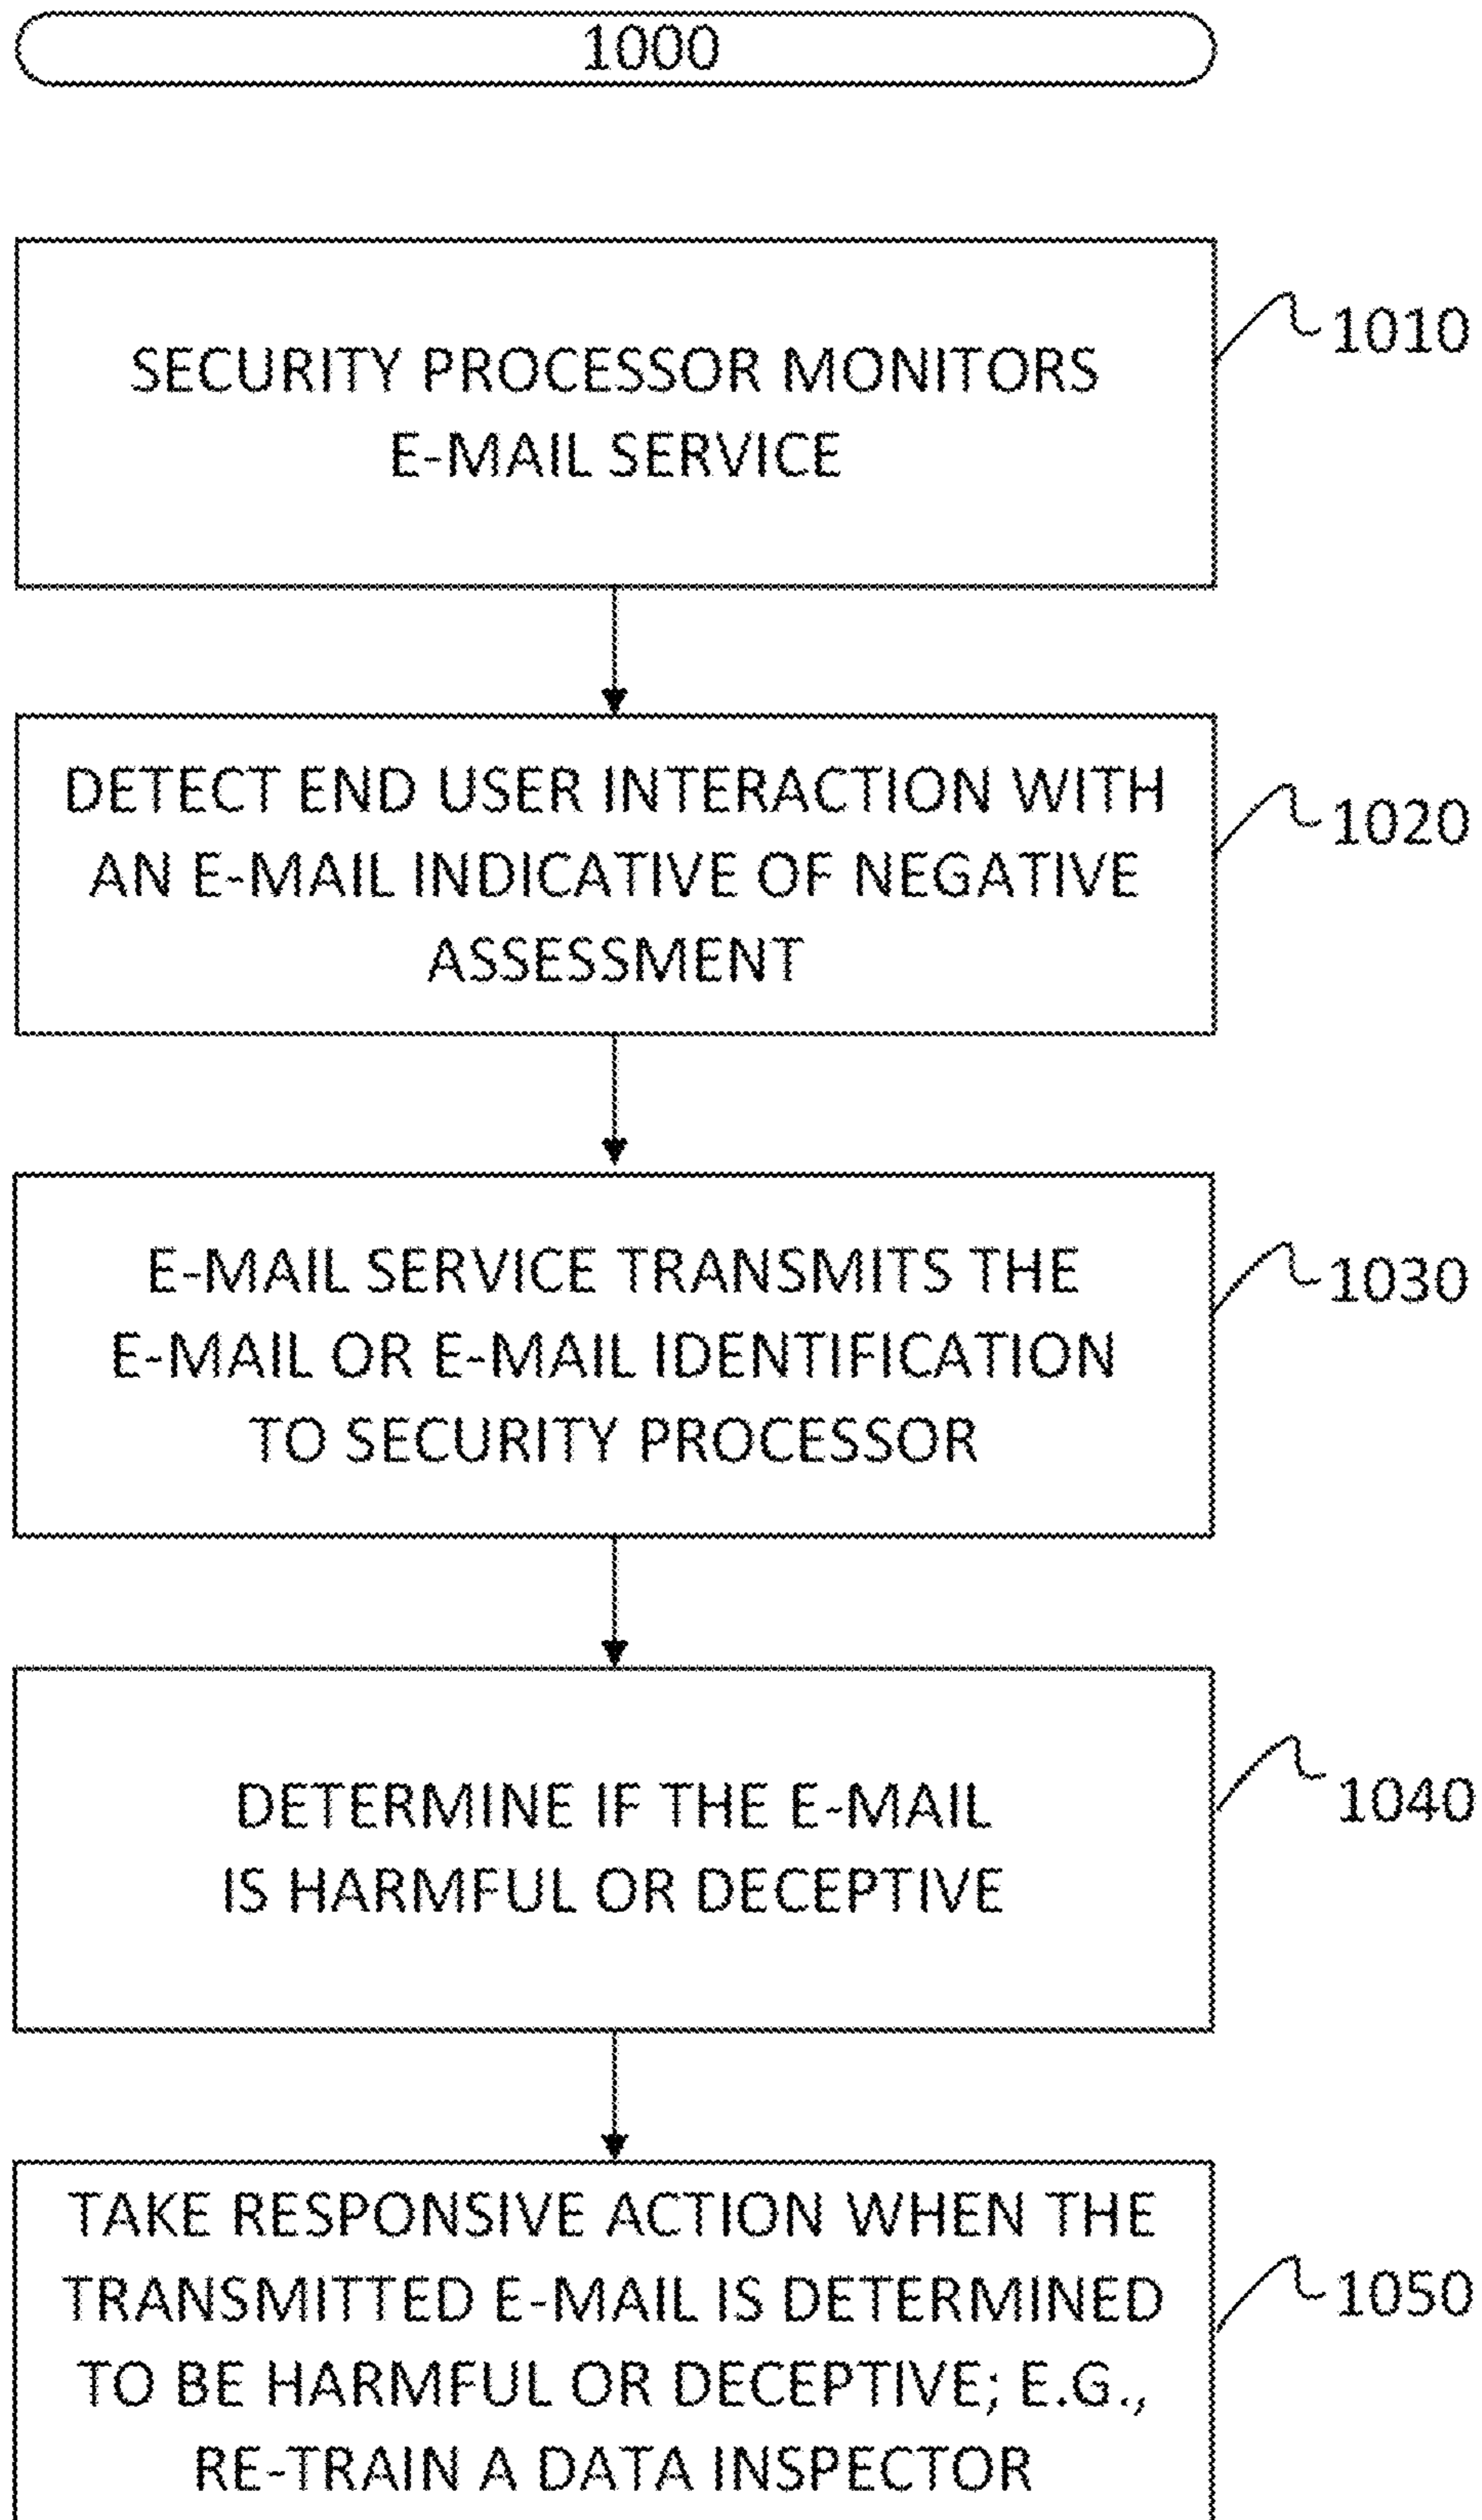 1000
SECURITY PROCESSOR MONITORS
E-MAIL SERVICE
1010
DETECT END USER INTERACTION WITH
AN E-MAIL INDICATIVE OF NEGATIVE
ASSESSMENT
1020
E-MAIL SERVICE TRANSMITS THE
E-MAIL OR E-MAIL IDENTIFICATION
TO SECURITY PROCESSOR
1030
DETERMINE IF THE E-MAIL
IS HARMFUL OR DECEPTIVE
1040
TAKE RESPONSIVE ACTION WHEN THE
TRANSMITTED E-MAIL IS DETERMINED
TO BE HARMFUL OR DECEPTIVE; E.G.,
RE-TRAIN A DATA INSPECTOR
1050